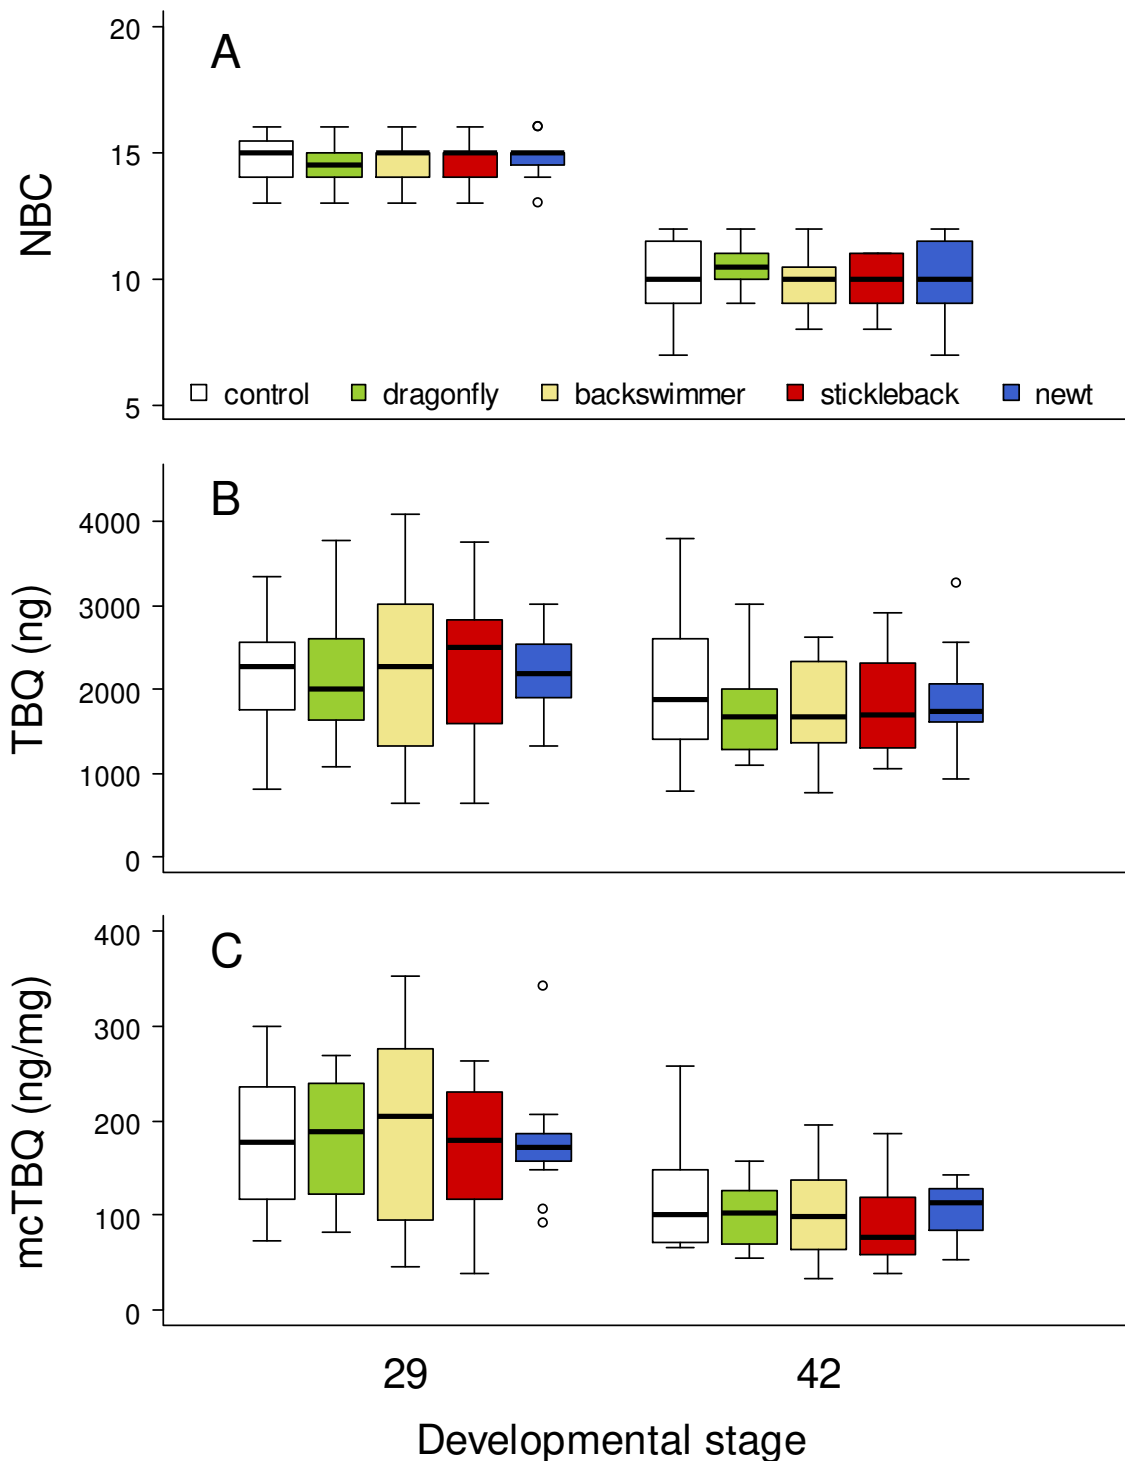 A
NBC
20
15
10
5
control dragonfly backswimmer stickleback newt
B
TBQ (ng)
4000
3000
2000
1000
0
C
mcTBQ (ng/mg)
400
300
200
100
0
29 42
Developmental stage